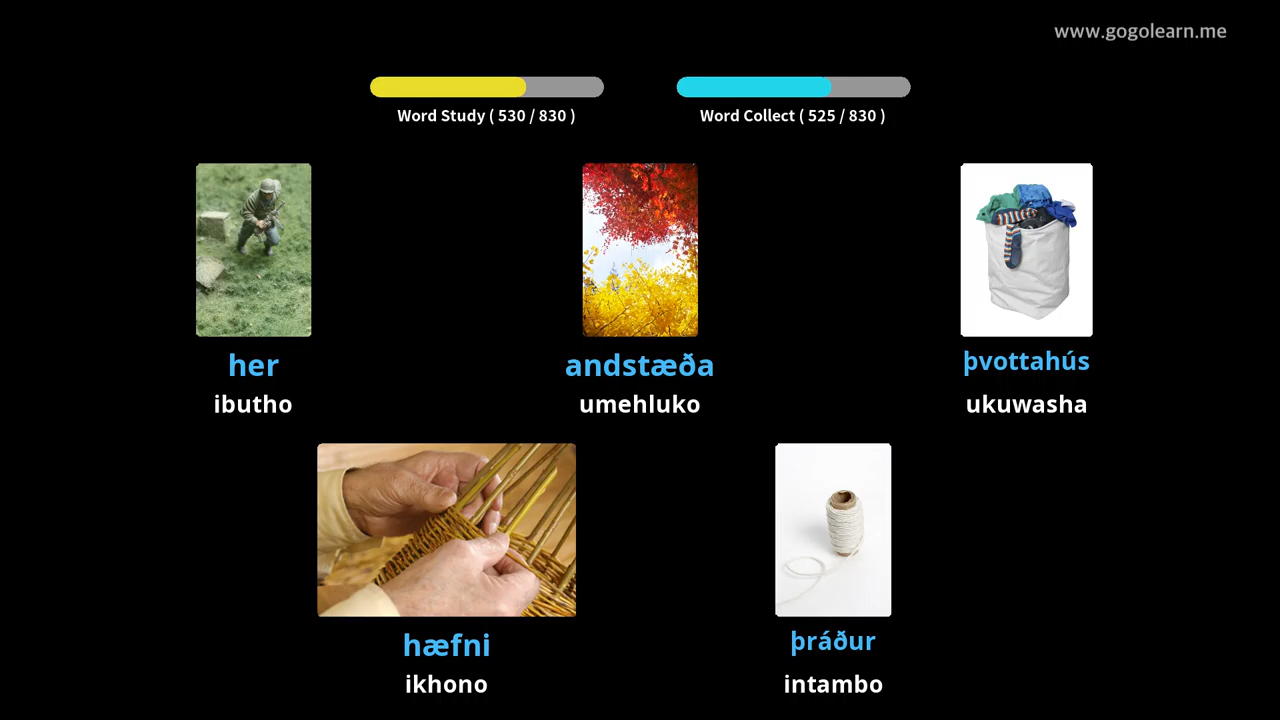 www.gogolearn.me
Word Study ( 530 / 830 )
Word Collect ( 525 / 830 )
her
andstæða
þvottahús
ibutho
umehluko
ukuwasha
hæfni
þráður
ikhono
intambo